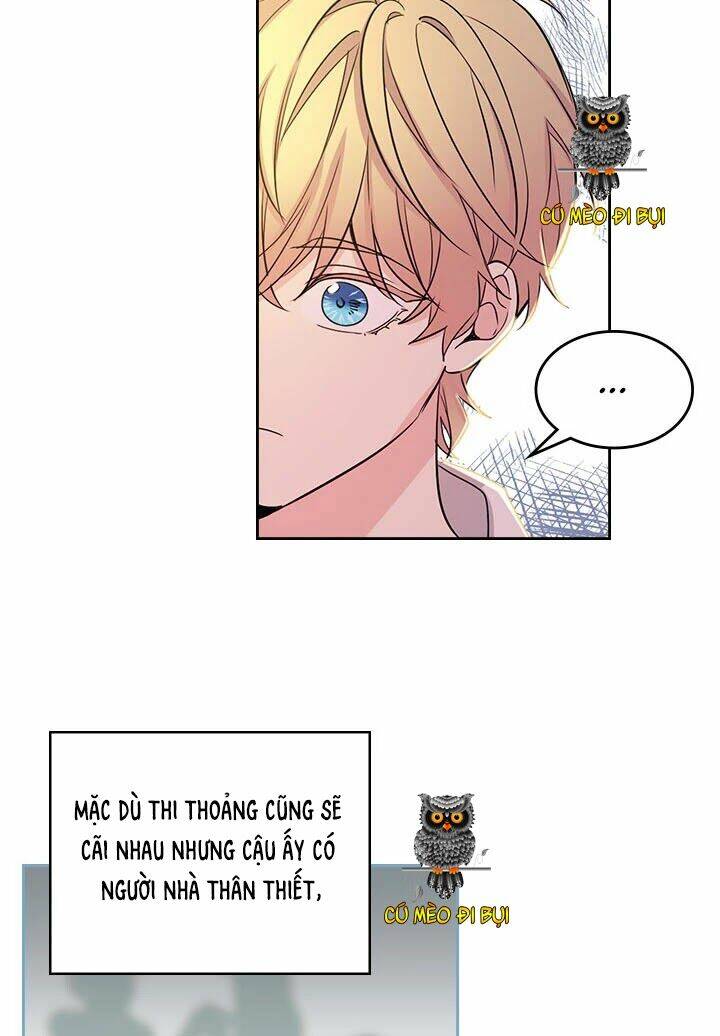 CÚ MÈO ĐI BỤI
...
MẶC DÙ THI THOẢNG CŨNG SẼ
CÃI NHAU NHƯNG CẬU ẤY CÓ
NGƯỜI NHÀ THÂN THIẾT,
CÚ MÈO ĐI BỤI